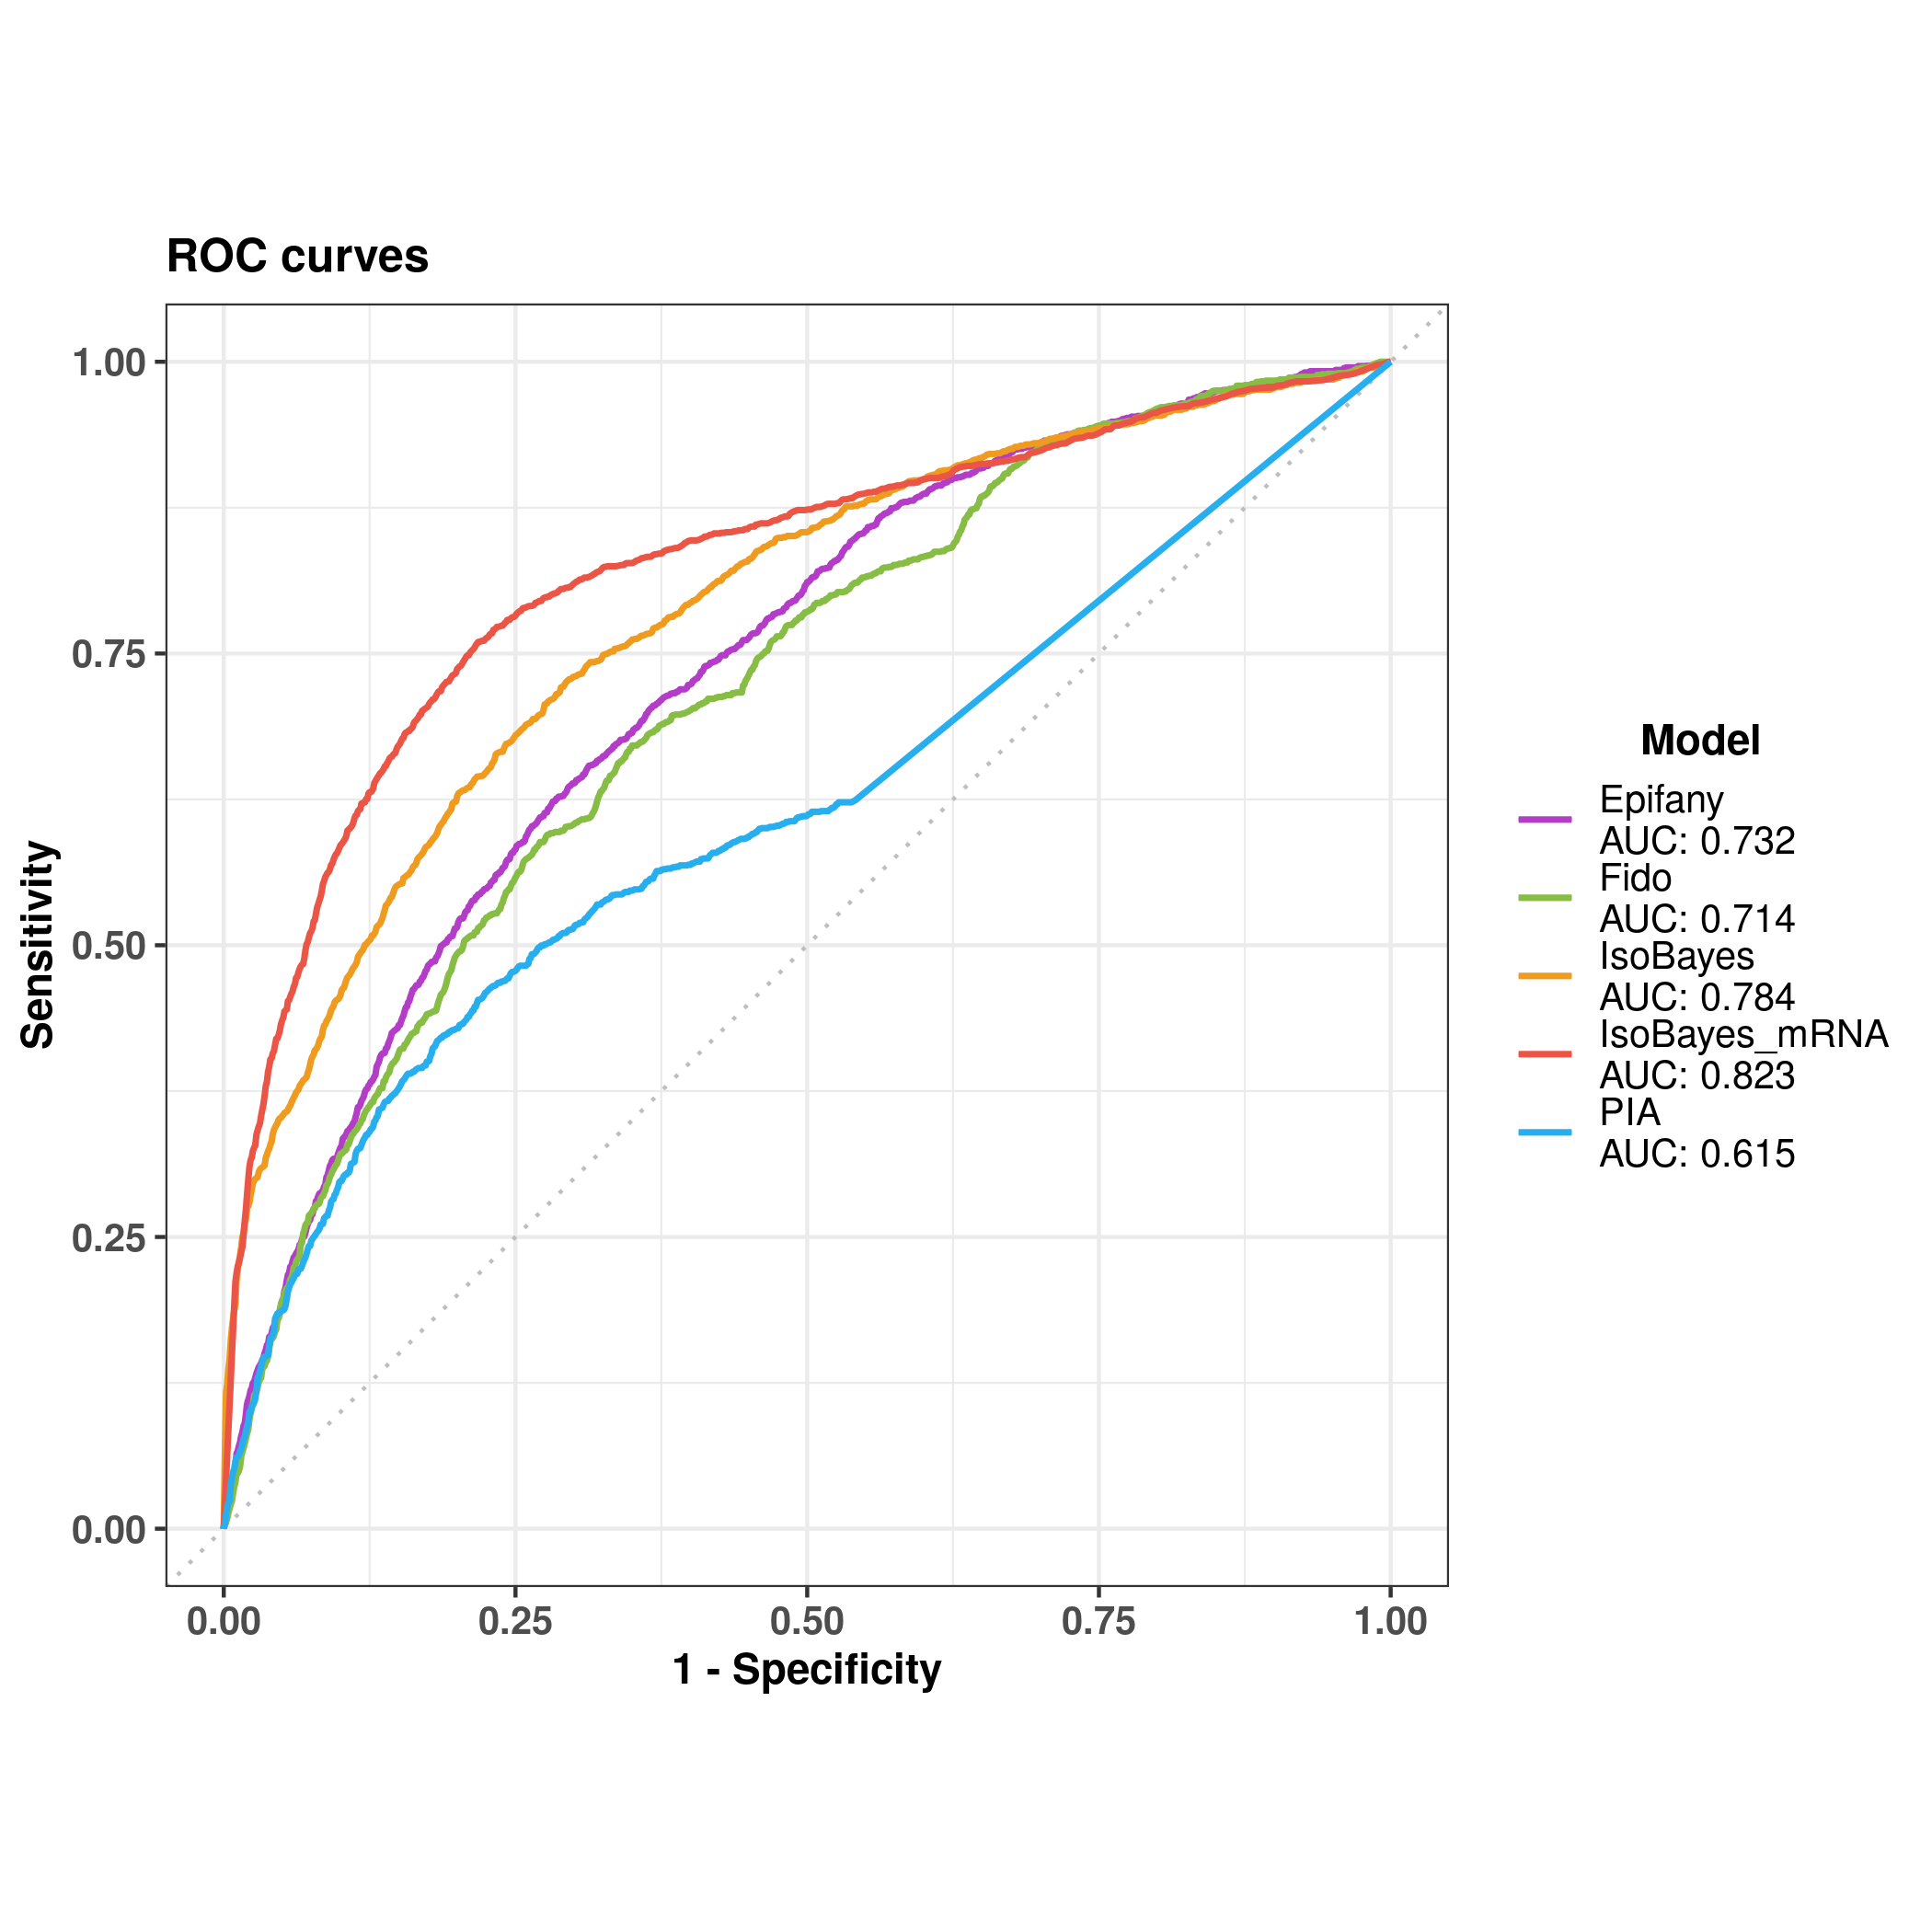 ROC curves
1.00
0.75
0.50
0.25
0.00
Sensitivity
0.00 0.25 0.50 0.75 1.00
1 - Specificity
Model
Epifany
AUC: 0.732
Fido
AUC: 0.714
IsoBayes
AUC: 0.784
IsoBayes_mRNA
AUC: 0.823
PIA
AUC: 0.615